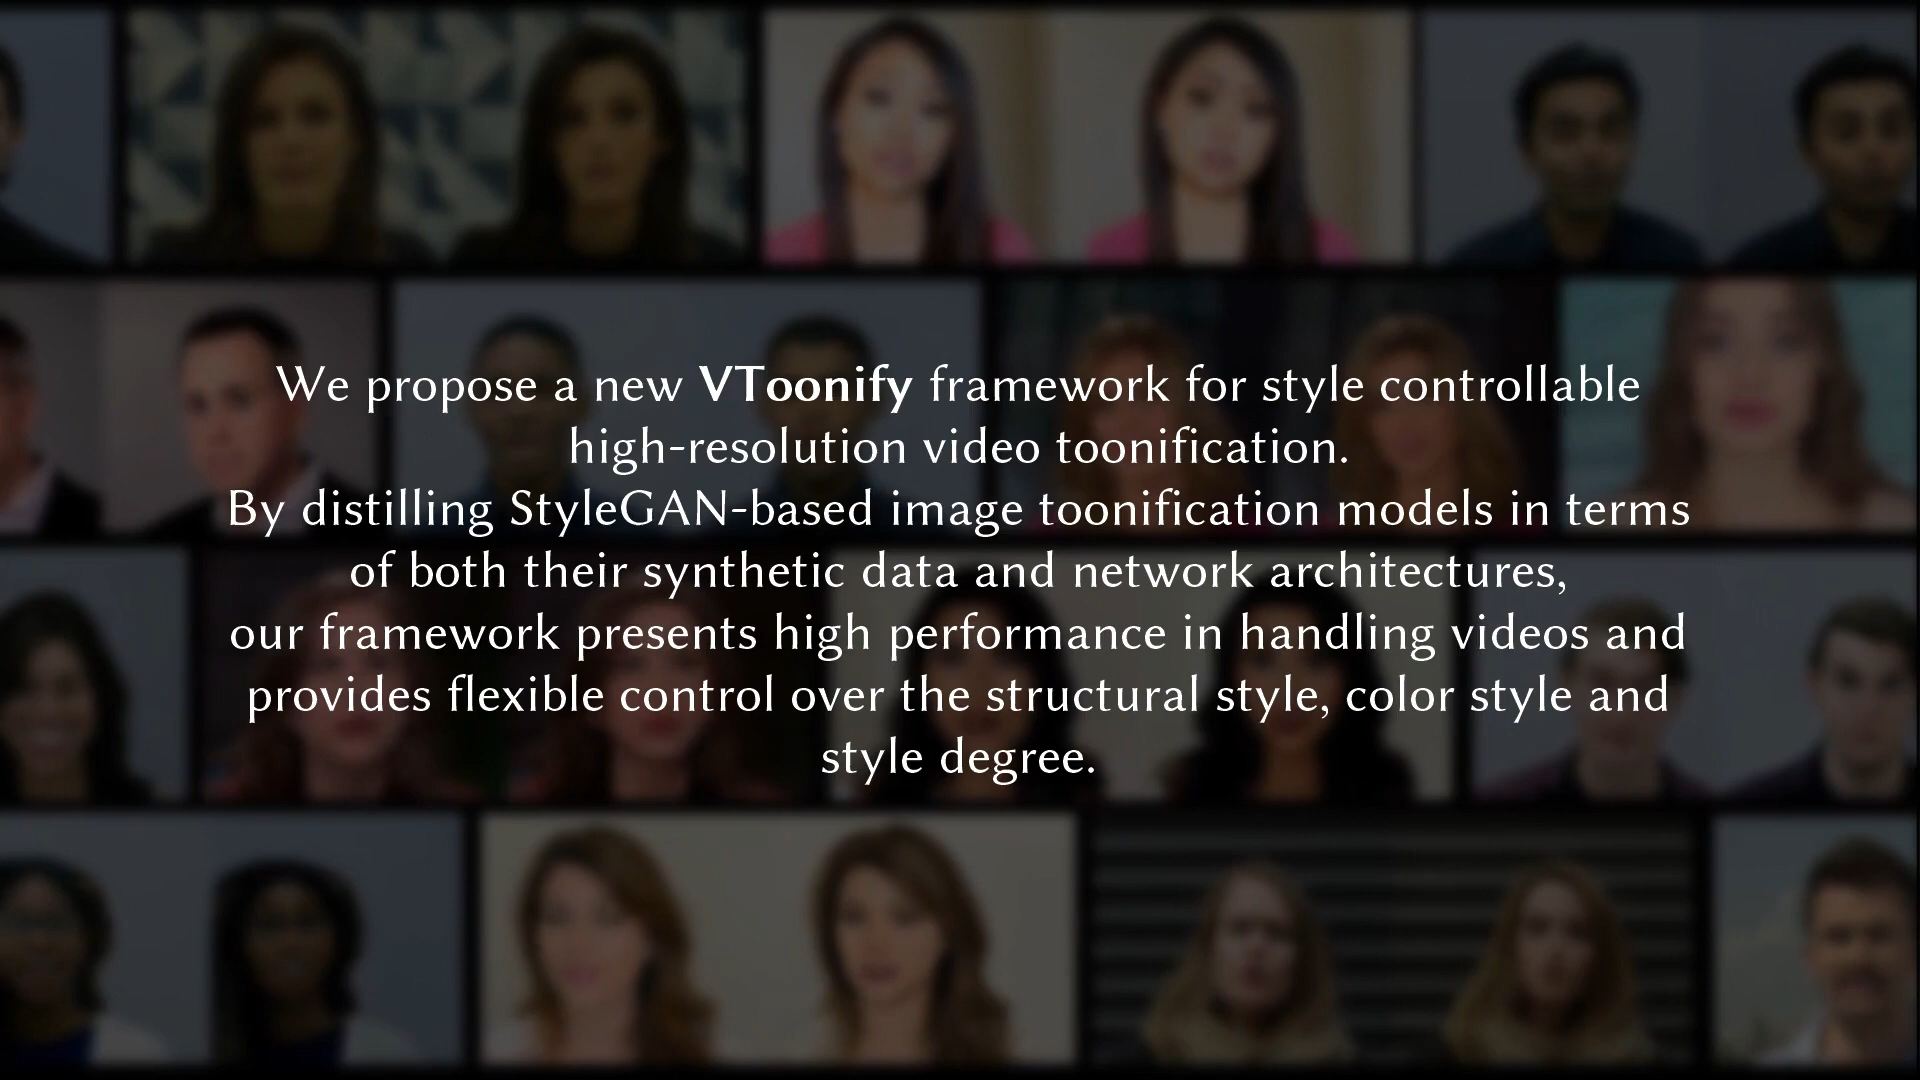 We propose a new VToonify framework for style controllable
high-resolution video toonification.
By distilling StyleGAN-based image toonification models in terms
of both their synthetic data and network architectures,
our framework presents high performance in handling videos and
provides flexible control over the structural style, color style and
style degree.